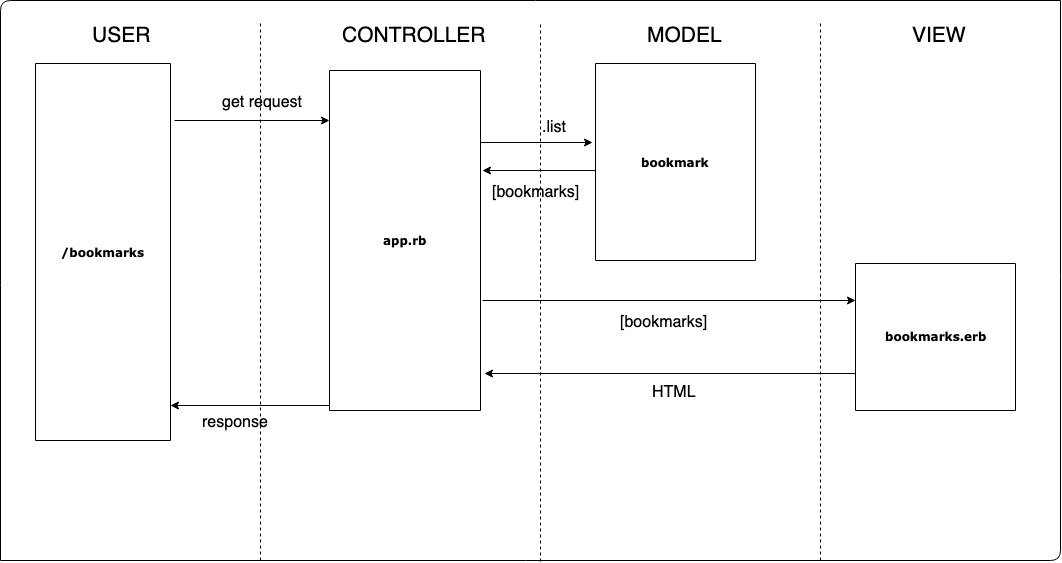 USER
CONTROLLER
MODEL
VIEW
get request
.list
bookmark
[bookmarks]
app.rb
/bookmarks
[bookmarks]
bookmarks.erb
HTML
response